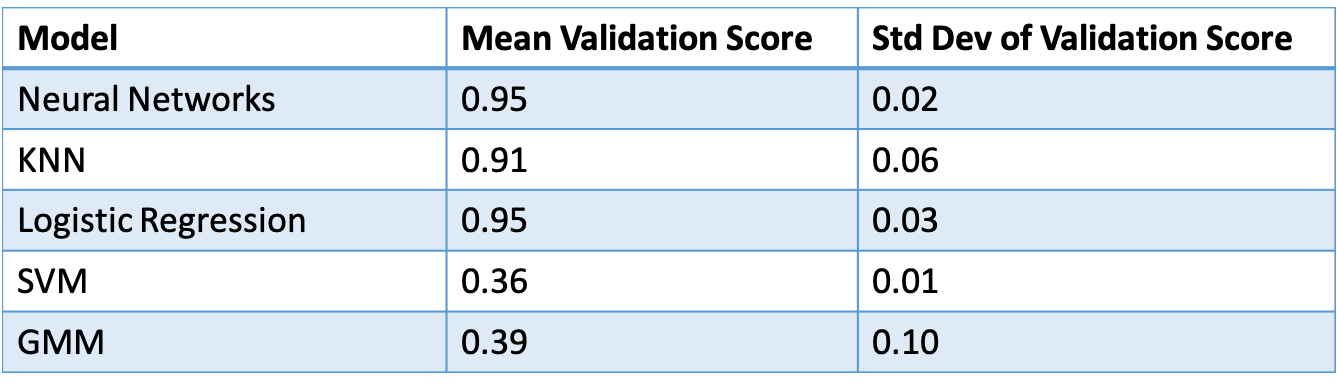 Model Mean Validation Score Std Dev of Validation Score
Neural Networks 0.95 0.02
KNN 0.91 0.06
Logistic Regression 0.95 0.03
SVM 0.36 0.01
GMM 0.39 0.10